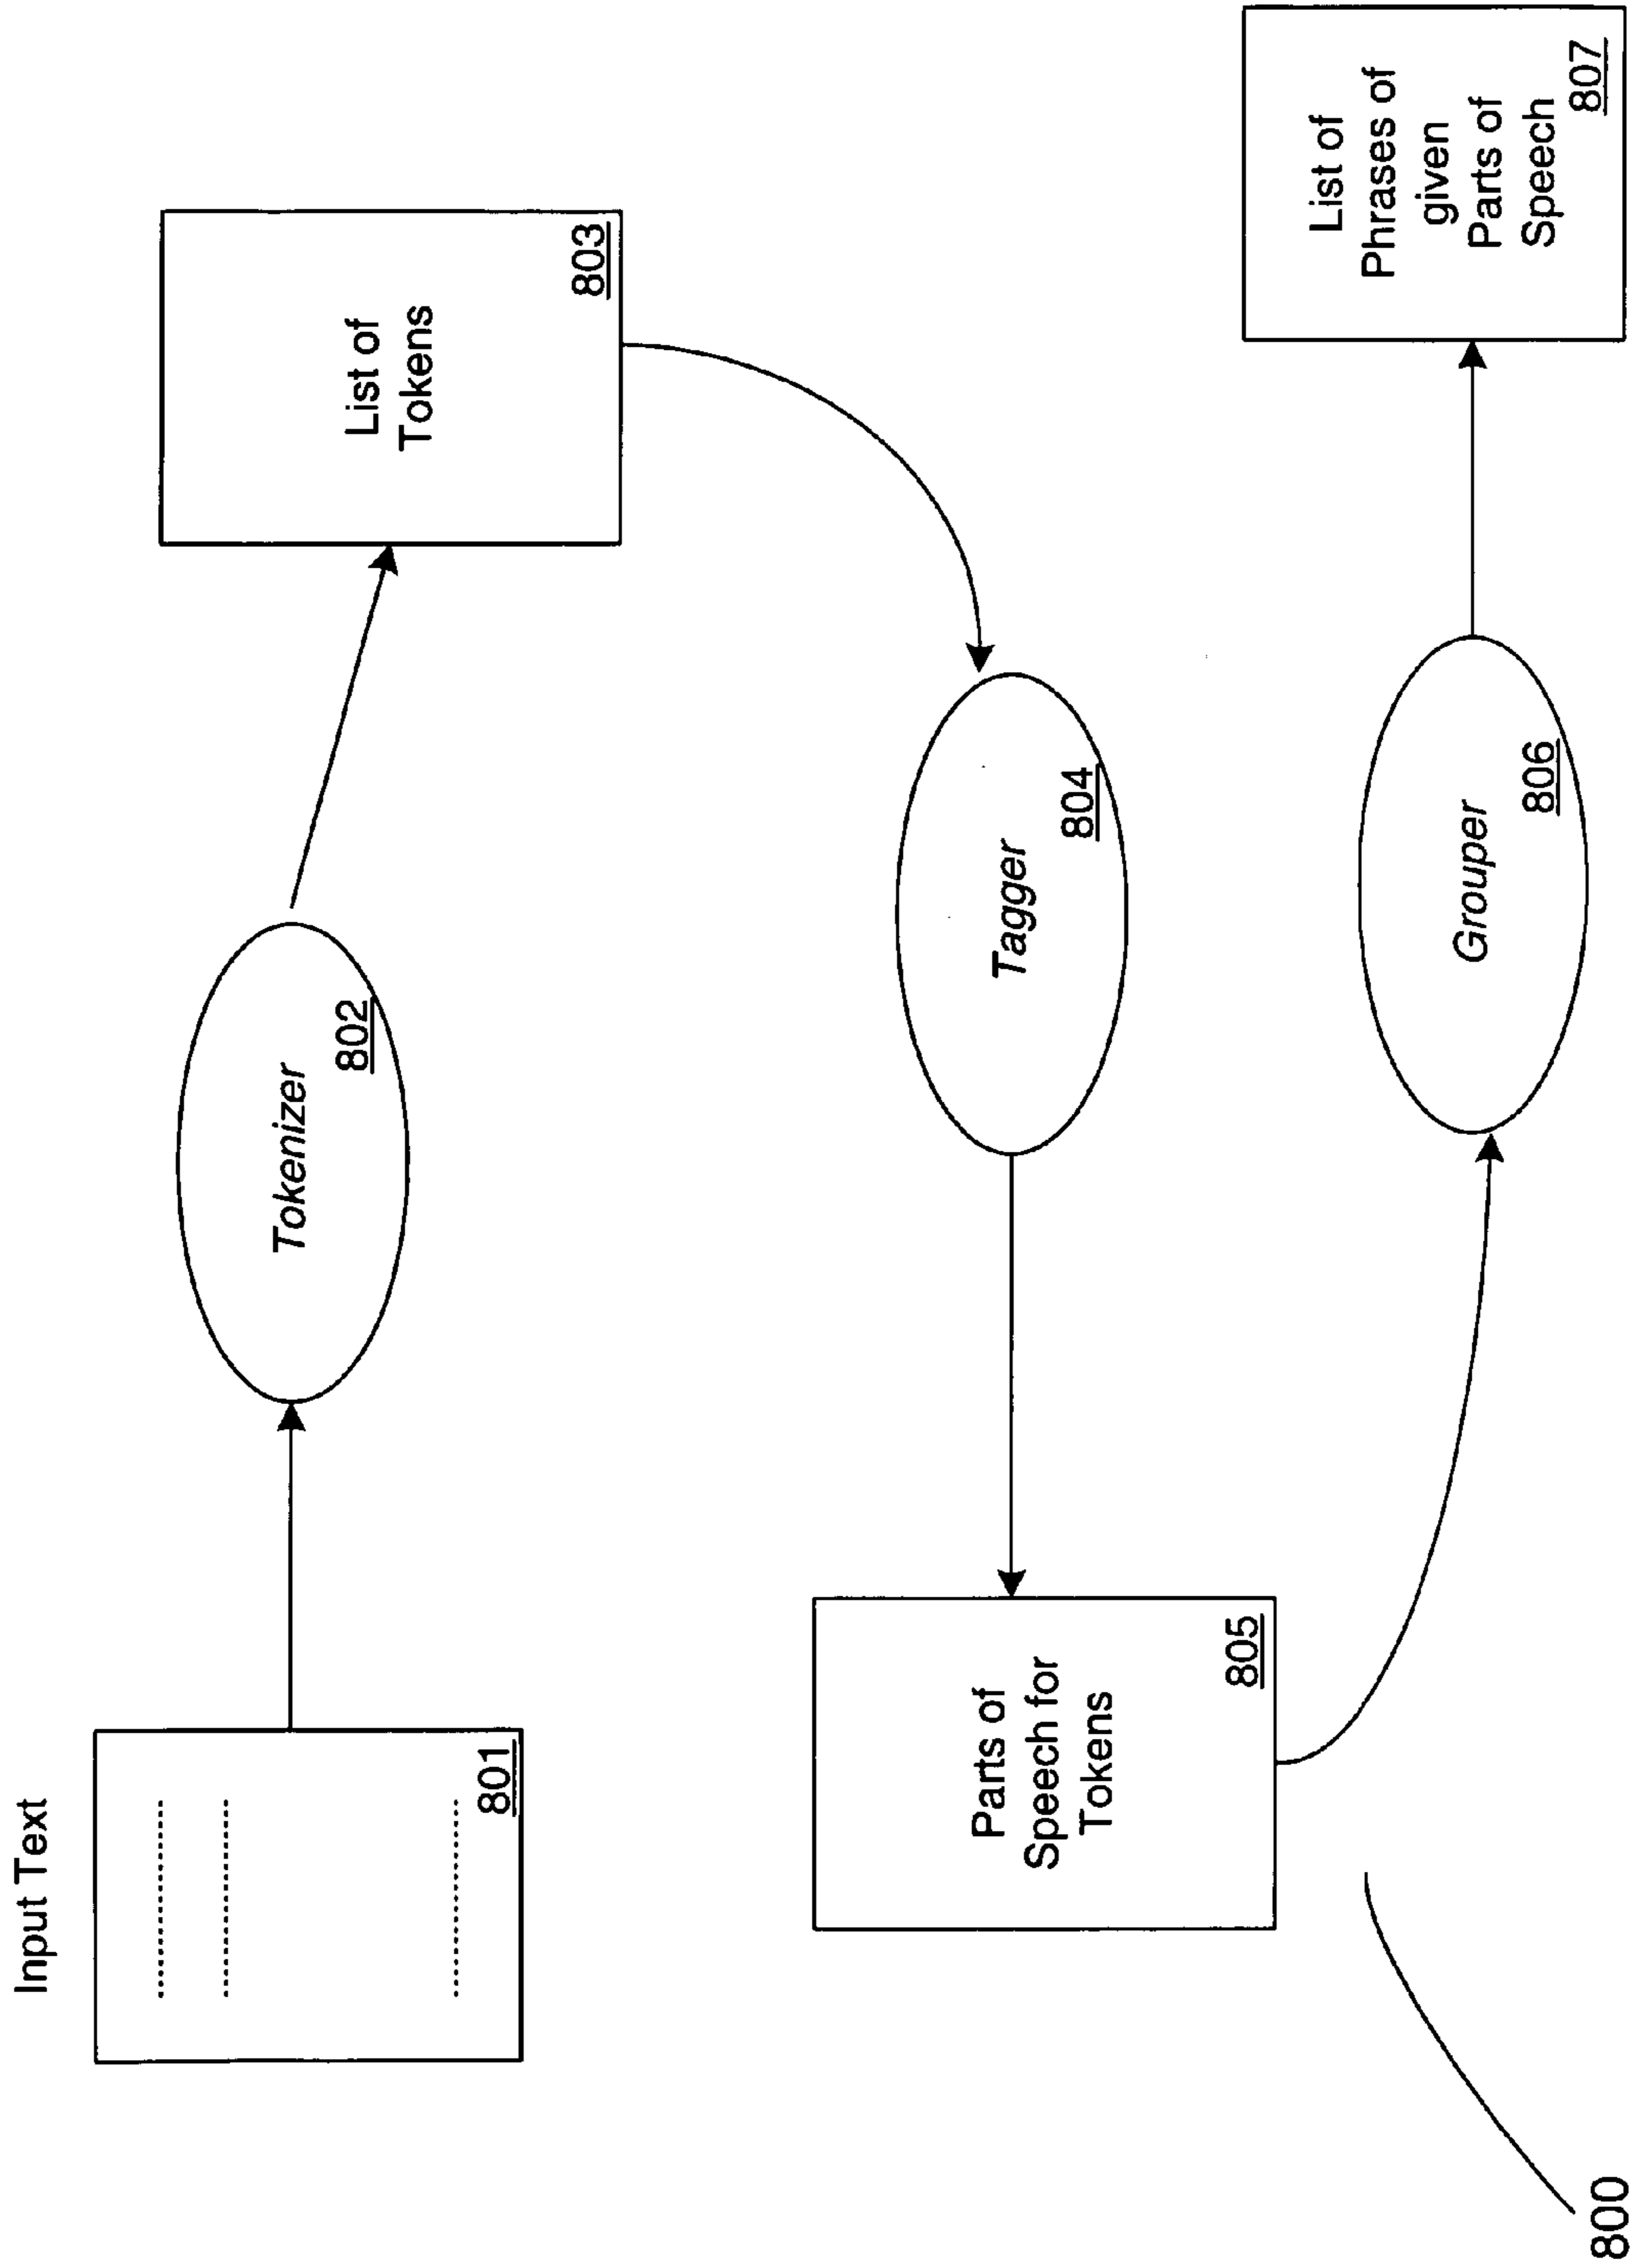 Input Text
801
Tokenizer
802
List of
Tokens
803
Tagger
804
Parts of
Speech for
Tokens
805
Grouper
806
List of
Phrases of
given
Parts of
Speech
807
800